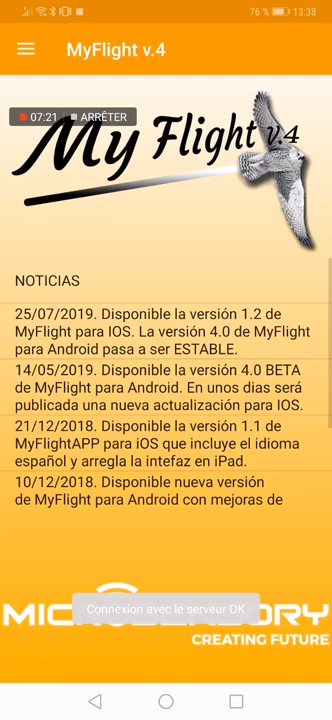 76 % 13:38
MyFlight v.4
07:21 ARRÊTER
My Flight v.4
NOTICIAS
25/07/2019. Disponible la versión 1.2 de
MyFlight para IOS. La versión 4.0 de MyFlight
para Android pasa a ser ESTABLE.
14/05/2019. Disponible la versión 4.0 BETA
de MyFlight para Android. En unos dias será
publicada una nueva actualización para IOS.
21/12/2018. Disponible la versión 1.1 de
MyFlightAPP para iOS que incluye el idioma
español y arregla la intefaz en iPad.
10/12/2018. Disponible nueva versión
de MyFlight para Android con mejoras de
Connexion avec le serveur OK
CREATING FUTURE